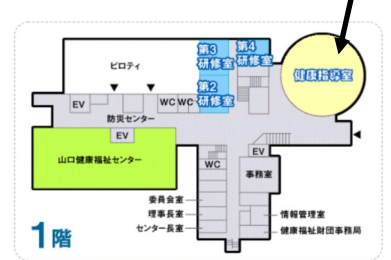 第3
研修室
第4
研修室
ピロティ
健康指導室
第2
研修室
EV
WC WC
防災センター
EV
山口健康福祉センター
WC
EV
事務室
委員会室
理事長室
センター長室
情報管理室
健康福祉財団事務局
1階